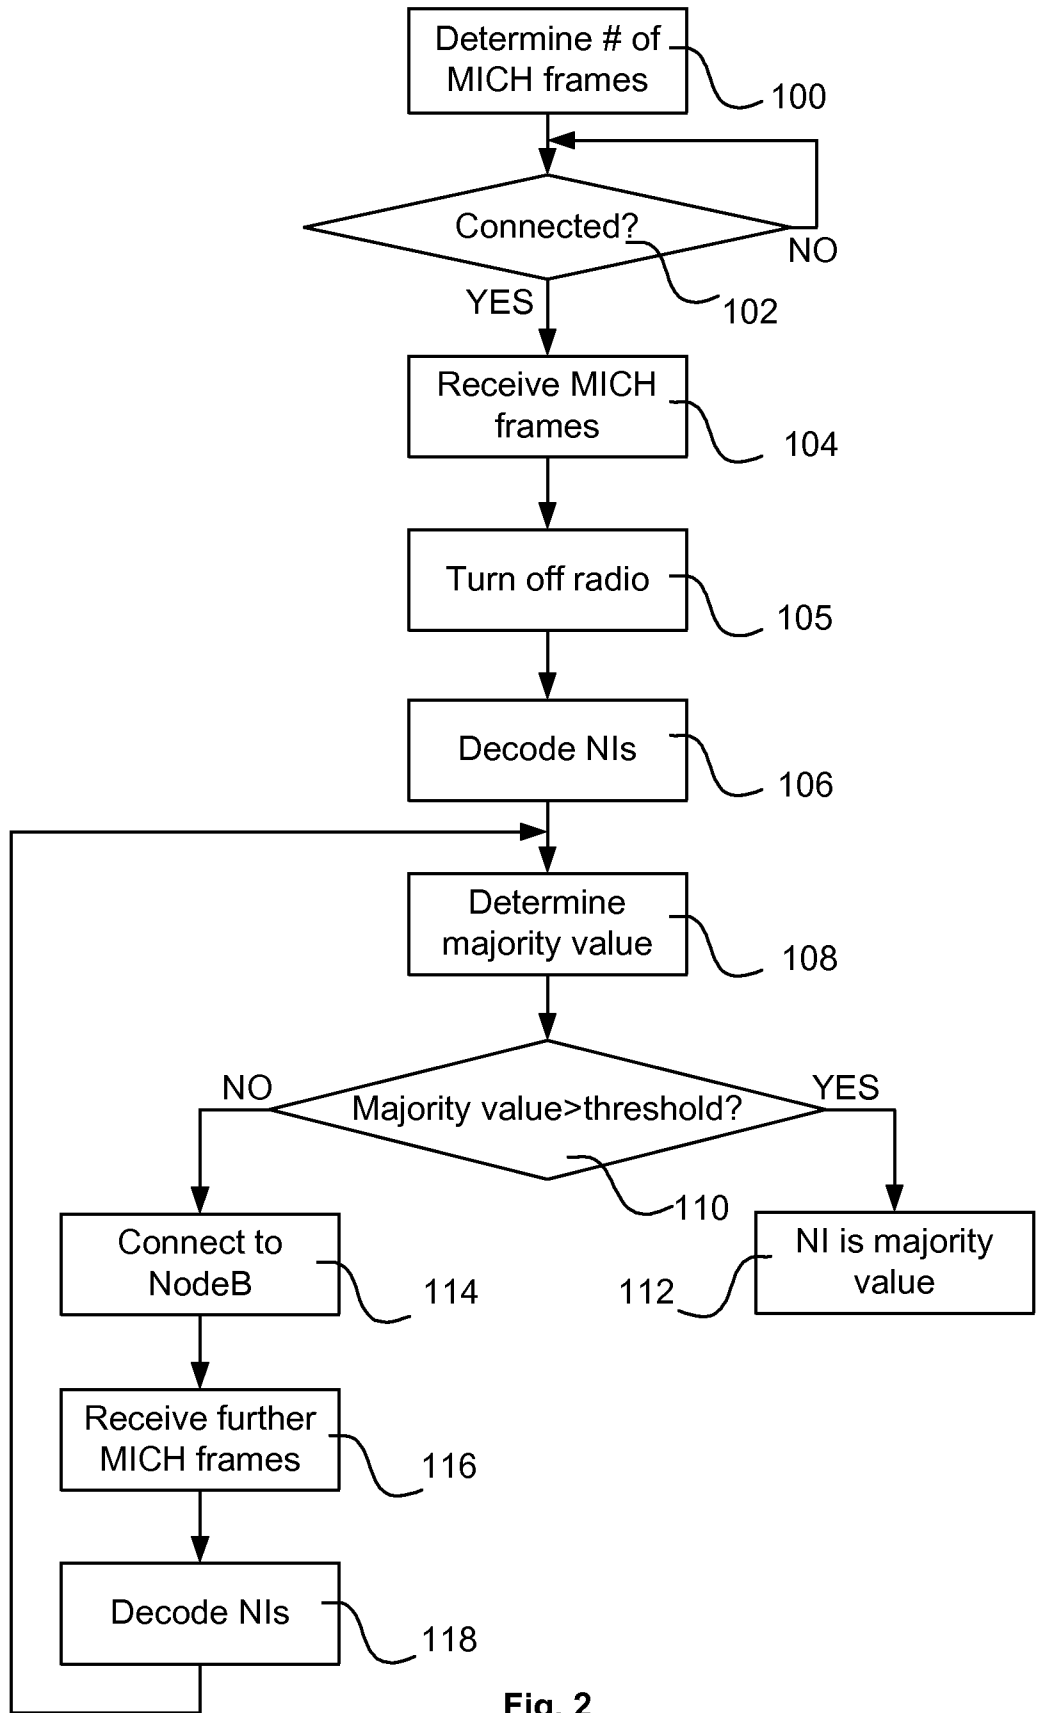 Determine # of
MICH frames
100
Connected?
NO
YES
102
Receive MICH
frames
104
Turn off radio
105
Decode NIs
106
Determine
majority value
108
NO
YES
Majority value>threshold?
110
Connect to
NodeB
114
112
NI is majority
value
Receive further
MICH frames
116
Decode NIs
118
Fig. 2